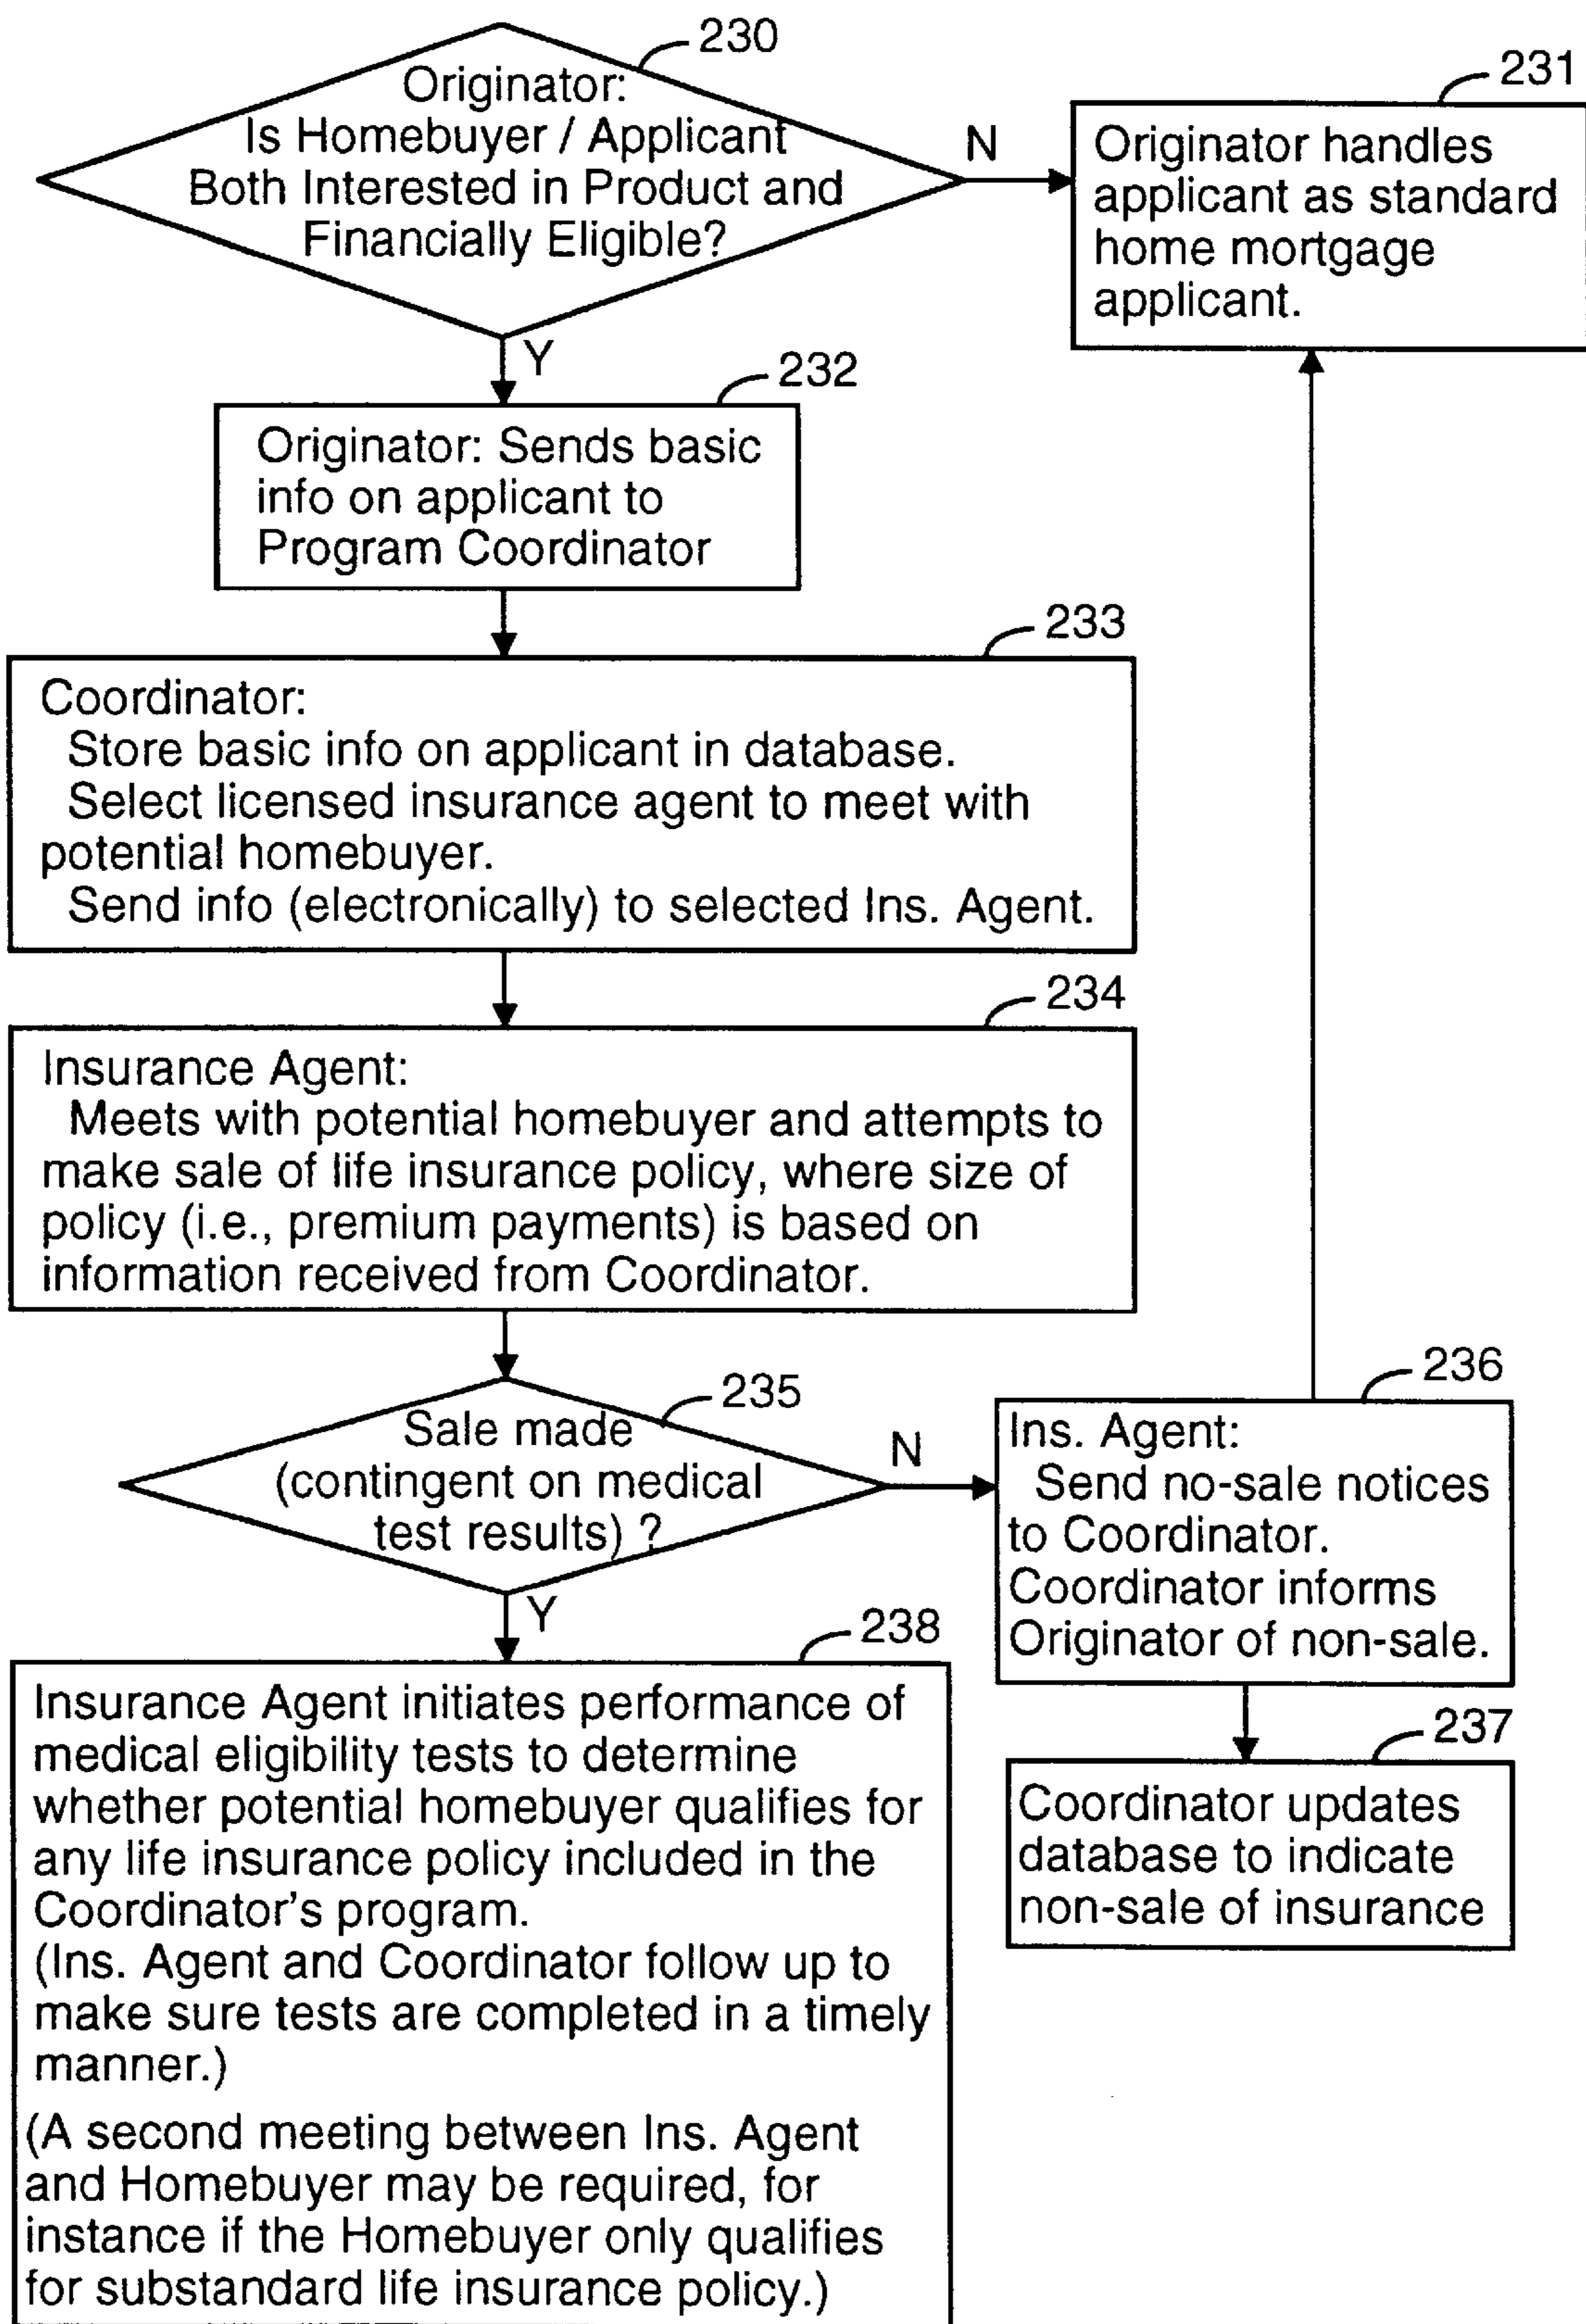 230
Originator:
Is Homebuyer / Applicant
Both Interested in Product and
Financially Eligible?
N
231
Originator handles
applicant as standard
home mortgage
applicant.
Y
232
Originator: Sends basic
info on applicant to
Program Coordinator
233
Coordinator:
Store basic info on applicant in database.
Select licensed insurance agent to meet with
potential homebuyer.
Send info (electronically) to selected Ins. Agent.
234
Insurance Agent:
Meets with potential homebuyer and attempts to
make sale of life insurance policy, where size of
policy (i.e., premium payments) is based on
information received from Coordinator.
235
Sale made
(contingent on medical
test results) ?
N
236
Ins. Agent:
Send no-sale notices
to Coordinator.
Coordinator informs
Originator of non-sale.
237
Coordinator updates
database to indicate
non-sale of insurance
Y
238
Insurance Agent initiates performance of
medical eligibility tests to determine
whether potential homebuyer qualifies for
any life insurance policy included in the
Coordinator's program.
(Ins. Agent and Coordinator follow up to
make sure tests are completed in a timely
manner.)
(A second meeting between Ins. Agent
and Homebuyer may be required, for
instance if the Homebuyer only qualifies
for substandard life insurance policy.)